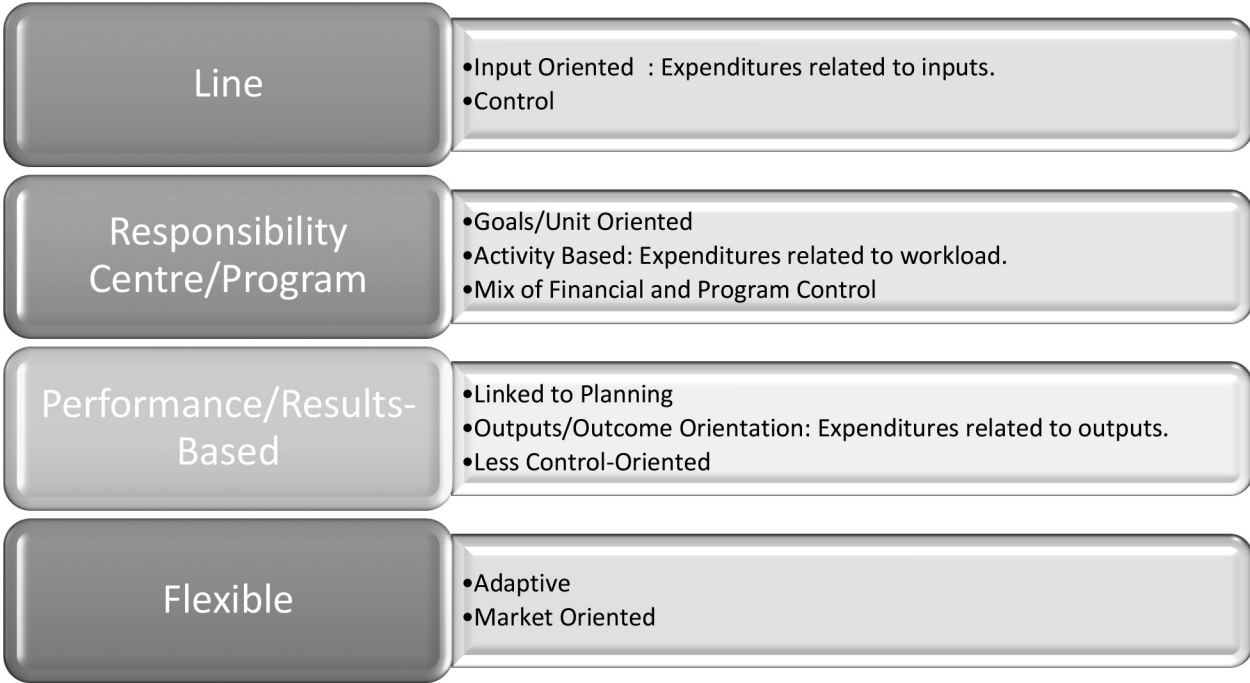 Line
•Input Oriented  : Expenditures related to inputs.
•Control
Responsibility
Centre/Program
•Goals/Unit Oriented
•Activity Based: Expenditures related to workload.
•Mix of Financial and Program Control
Performance/Results-
Based
•Linked to Planning
•Outputs/Outcome Orientation: Expenditures related to outputs.
•Less Control-Oriented
Flexible
•Adaptive
•Market Oriented